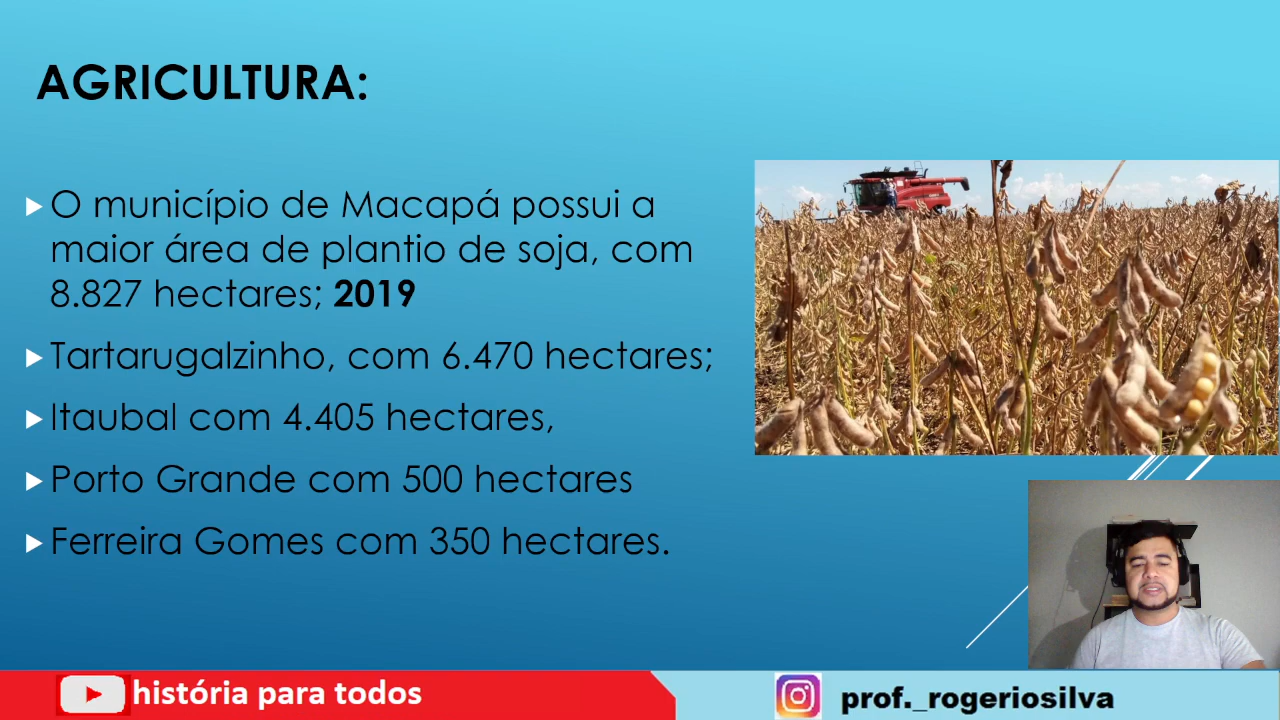 AGRICULTURA:
O município de Macapá possui a
maior área de plantio de soja, com
8.827 hectares; 2019
Tartarugalzinho, com 6.470 hectares;
Itaubal com 4.405 hectares,
Porto Grande com 500 hectares
Ferreira Gomes com 350 hectares.
história para todos
prof._rogeriosilva